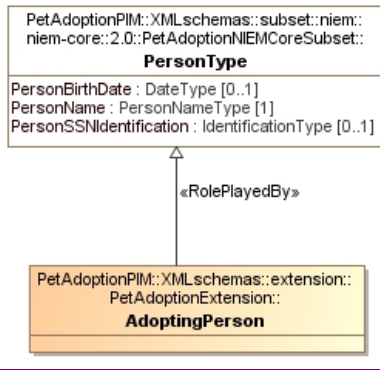 PetAdoptionPIM::XMLschemas::subset::niem::
niem-core::2.0::PetAdoptionNIEMCoreSubset::
PersonType
PersonBirthDate : DateType [0..1]
PersonName : PersonNameType [1]
PersonSSNIdentification : IdentificationType [0..1]
«RolePlayedBy»
PetAdoptionPIM::XMLschemas::extension::
PetAdoptionExtension::
AdoptingPerson